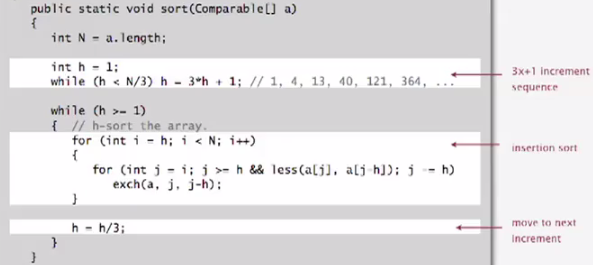 public static void sort(Comparable[] a)
{
int N = a.length;
int h = 1;
while (h < N/3) h = 3*h + 1; // 1, 4, 13, 40, 121, 364, ...
3x+1 increment
sequence
while (h >= 1)
{ // h-sort the array.
for (int i = h; i < N; i++)
{
for (int j = i; j >= h && less(a[j], a[j-h]); j -= h)
exch(a, j, j-h);
}
insertion sort
h = h/3;
move to next
increment
}
}